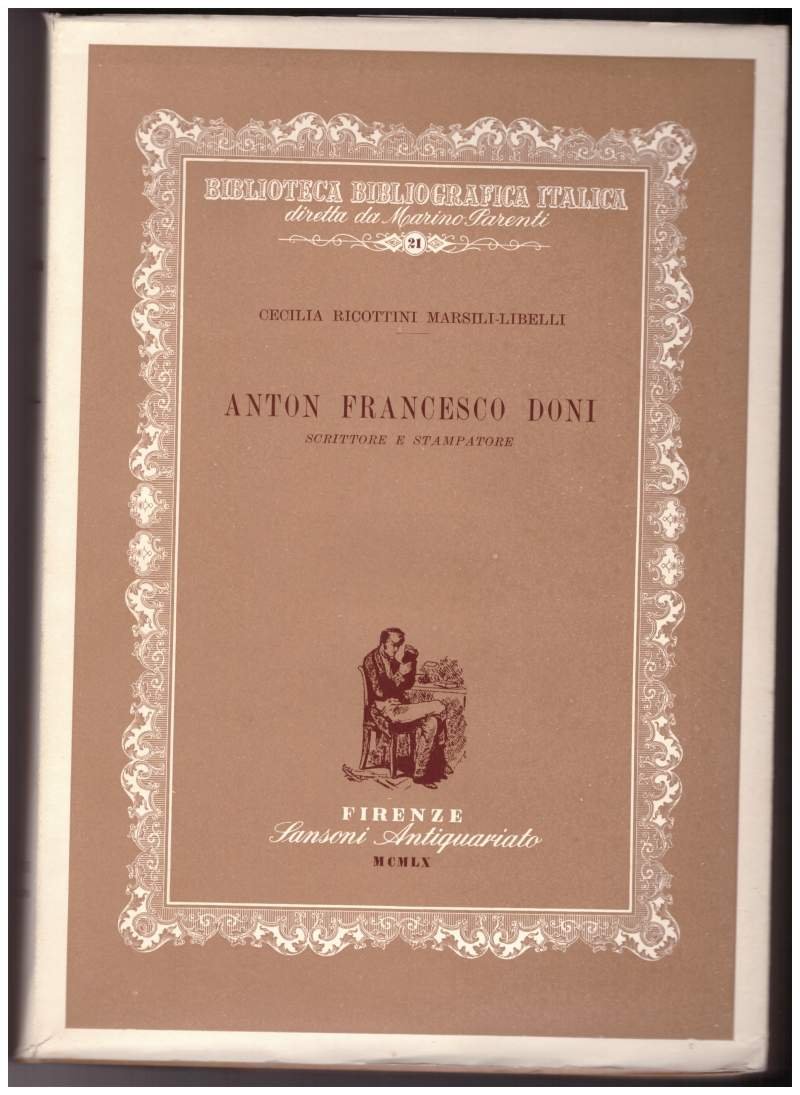 BIBLIOTECA BIBLIOGRAFICA ITALICA
diretta da Marino Parenti
21
CECILIA RICOTTINI MARSILI-LIBELLI
ANTON FRANCESCO DONI
SCRITTORE E STAMPATORE
FIRENZE
Sansoni Antiquariato
MCMLX